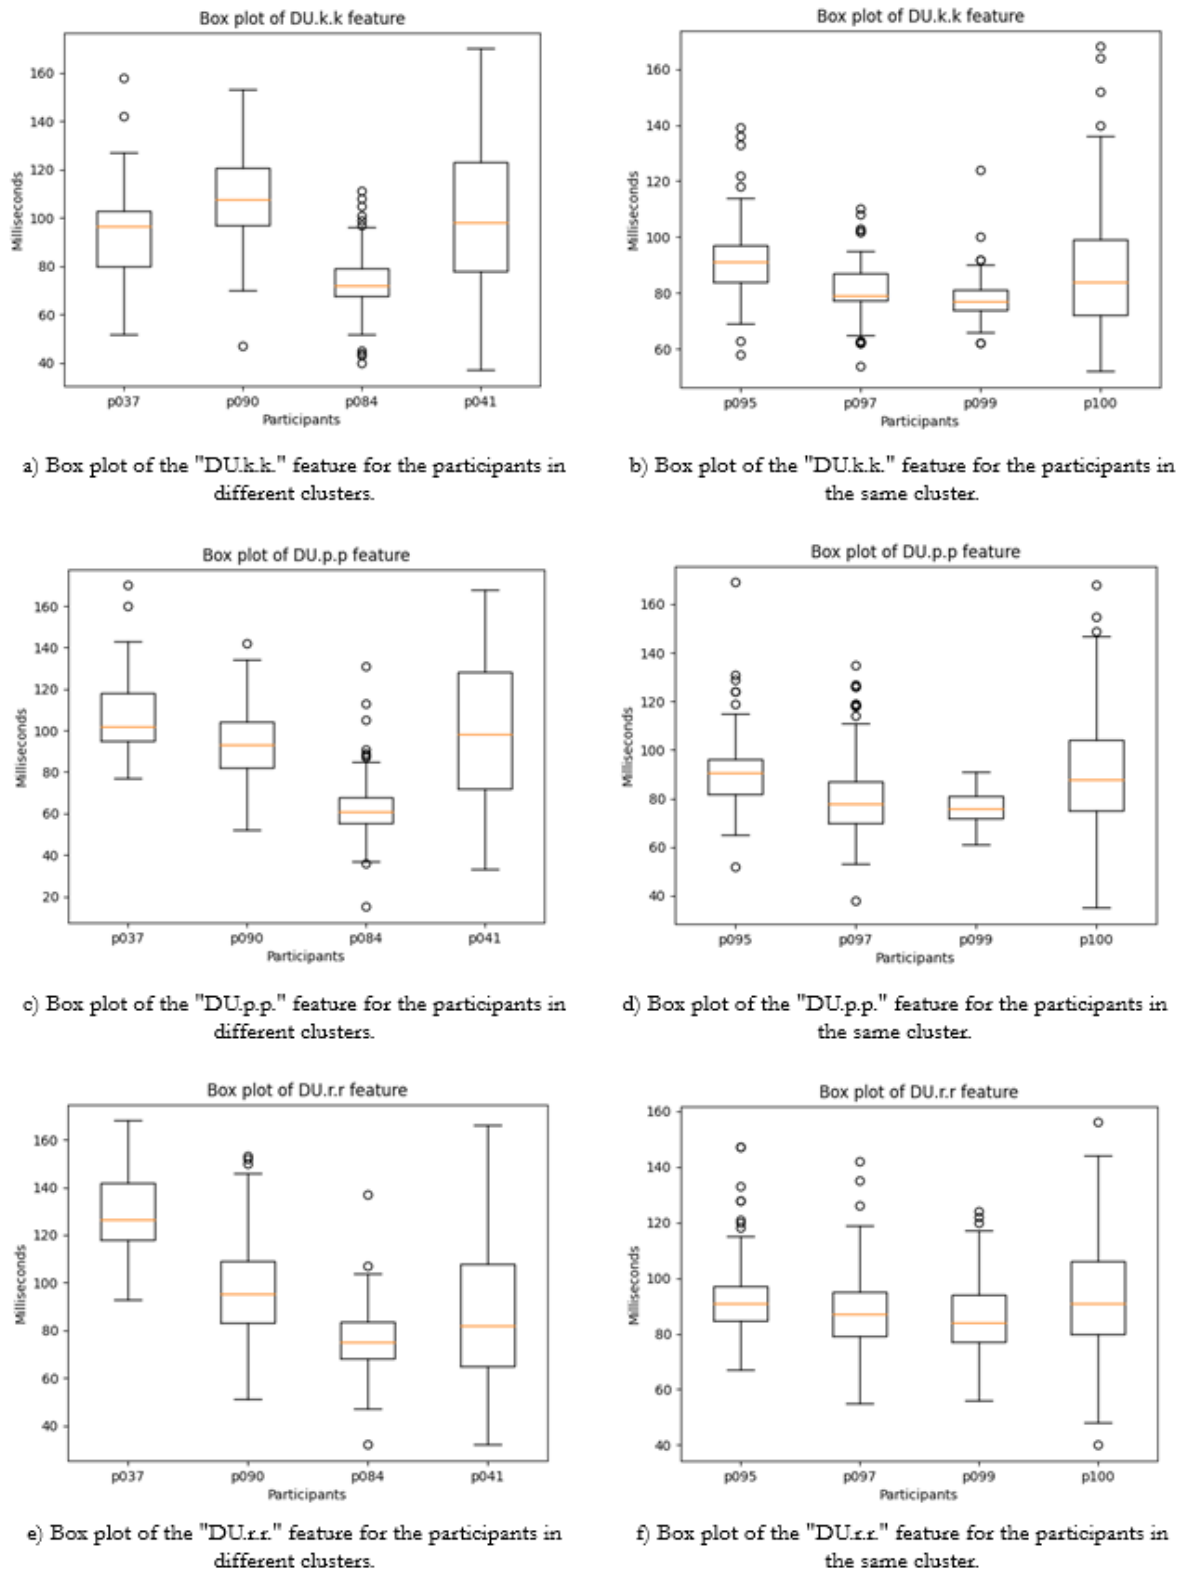 Box plot of DU.k.k feature
Milliseconds
160
140
120
100
80
60
40
p037 p090 p084 p041
Participants
a) Box plot of the "DU.k.k." feature for the participants in
different clusters.
Box plot of DU.k.k feature
Milliseconds
160
140
120
100
80
60
p095 p097 p099 p100
Participants
b) Box plot of the "DU.k.k." feature for the participants in
the same cluster.
Box plot of DU.p.p feature
Milliseconds
160
140
120
100
80
60
40
20
p037 p090 p084 p041
Participants
c) Box plot of the "DU.p.p." feature for the participants in
different clusters.
Box plot of DU.p.p feature
Milliseconds
160
140
120
100
80
60
40
p095 p097 p099 p100
Participants
d) Box plot of the "DU.p.p." feature for the participants in
the same cluster.
Box plot of DU.r.r feature
Milliseconds
160
140
120
100
80
60
40
p037 p090 p084 p041
Participants
e) Box plot of the "DU.r.r." feature for the participants in
different clusters.
Box plot of DU.r.r feature
Milliseconds
160
140
120
100
80
60
40
p095 p097 p099 p100
Participants
f) Box plot of the "DU.r.r." feature for the participants in
the same cluster.